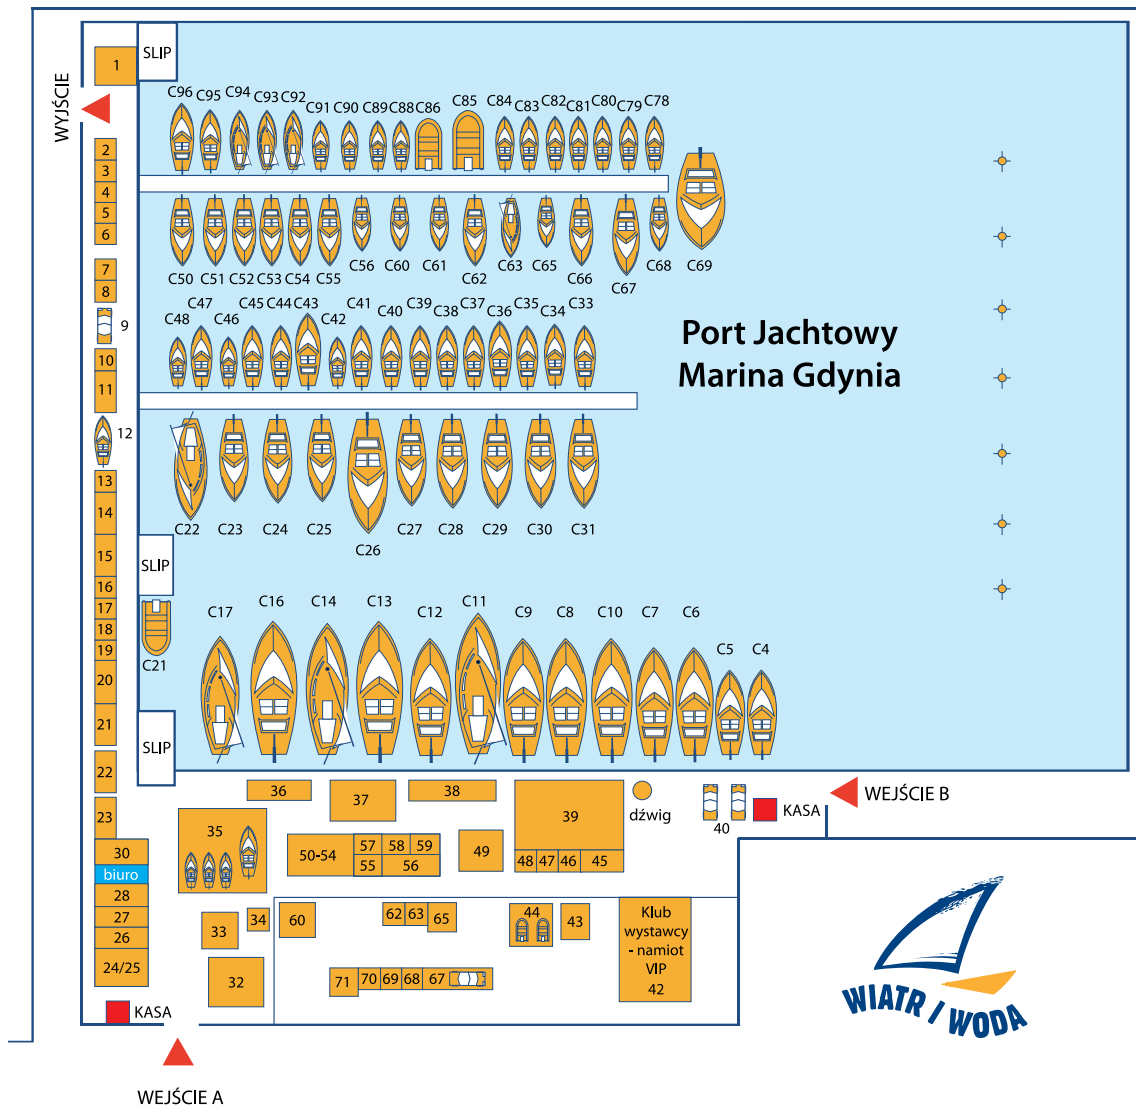 SLIP
1
WYJŚCIE
C96 C95 C94 C93 C92 C91 C90 C89 C88 C86 C85 C84 C83 C82 C81 C80 C79 C78
2
3
4
5
6
C50 C51 C52 C53 C54 C55 C56 C60 C61 C62 C63 C65 C66 C67 C68 C69
7
8
9
C48 C47 C46 C45 C44 C43 C42 C41 C40 C39 C38 C37 C36 C35 C34 C33
Port Jachtowy
Marina Gdynia
10
11
12
13
14
C22 C23 C24 C25 C26 C27 C28 C29 C30 C31
15
SLIP
16
17
18
19
C21
C17 C16 C14 C13 C12 C11 C9 C8 C10 C7 C6 C5 C4
20
21
SLIP
22
23
36
37
38
39
dźwig
40
KASA
WEJŚCIE B
35
50-54
57 58 59
55 56
49
48 47 46 45
30
biuro
28
27
26
24/25
33
34
60
62 63 65
44
43
Klub
wystawcy
- namiot
VIP
42
32
71 70 69 68 67
KASA
WEJŚCIE A
WIATR I WODA